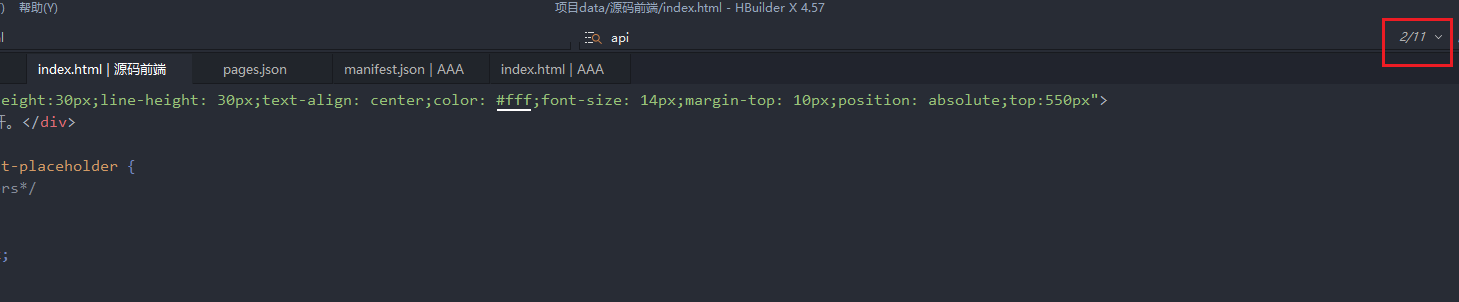 帮助(Y)
项目data/源码前端/index.html - HBuilder X 4.57
api
2/11
index.html | 源码前端
pages.json
manifest.json | AAA
index.html | AAA
eight:30px;line-height: 30px;text-align: center;color: #fff;font-size: 14px;margin-top: 10px;position: absolute;top:550px">
。</div>
t-placeholder {
rs*/
;